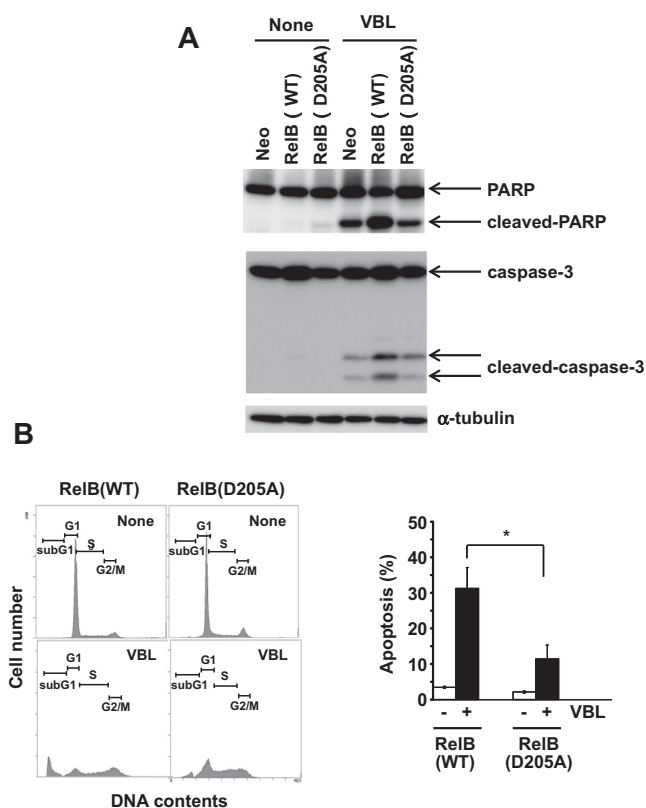 A
None VBL
Neo
RelB ( WT)
RelB ( D205A)
Neo
RelB ( WT)
RelB ( D205A)
PARP
cleaved-PARP
caspase-3
cleaved-caspase-3
α-tubulin
B
RelB(WT) RelB(D205A)
None
G1
subG1
S
G2/M
None
G1
subG1
S
G2/M
VBL
G1
subG1
S
G2/M
VBL
G1
subG1
S
G2/M
Cell number
DNA contents
Apoptosis (%)
50
40
30
20
10
0
*
- + - + VBL
RelB
(WT)
RelB
(D205A)